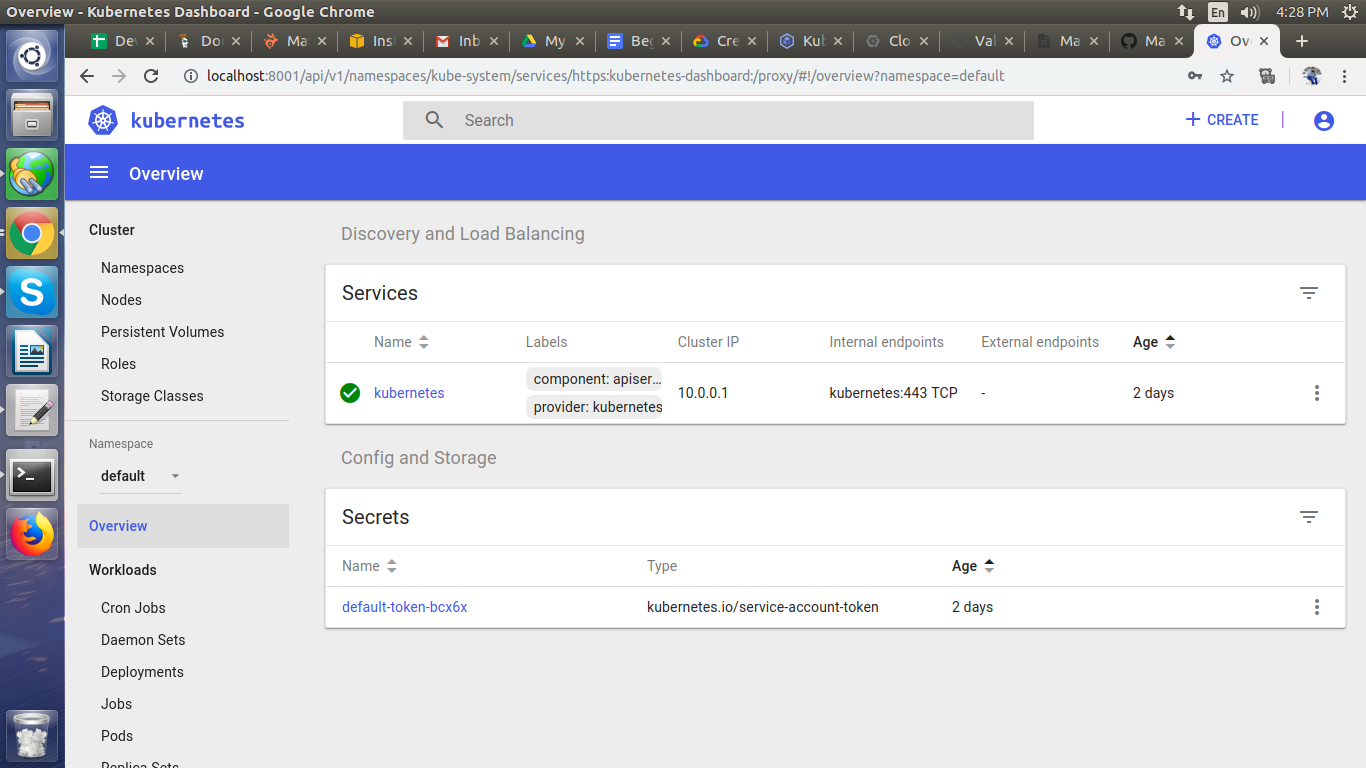 Overview - Kubernetes Dashboard - Google Chrome
En
4:28 PM
De
Do
Ma
Ins
Inb
My
Be
Cre
Kub
Clo
Val
Ma
Ma
Ov
localhost:8001/api/v1/namespaces/kube-system/services/https:kubernetes-dashboard:/proxy/#!/overview?namespace=default
kubernetes
Search
CREATE
Overview
Cluster
Namespaces
Nodes
Persistent Volumes
Roles
Storage Classes
Namespace
default
Overview
Workloads
Cron Jobs
Daemon Sets
Deployments
Jobs
Pods
Replica Sets
Discovery and Load Balancing
Services
Name Labels Cluster IP Internal endpoints External endpoints Age
kubernetes component: apiser... 10.0.0.1 kubernetes:443 TCP - 2 days
provider: kubernetes
Config and Storage
Secrets
Name Type Age
default-token-bcx6x kubernetes.io/service-account-token 2 days